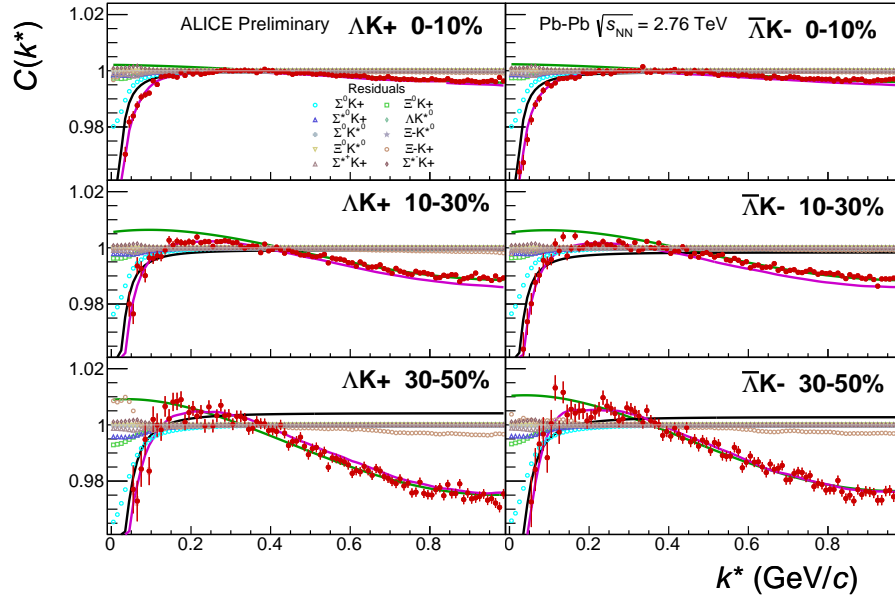 C(k*)
ALICE Preliminary
ΛK+ 0-10%
Pb-Pb √sNN = 2.76 TeV
Λ̅K- 0-10%
1.02
1
0.98
Residuals
Σ⁰K+ Ξ⁰K+
Σ*⁰K+ ΛK*⁰
Σ⁰K*⁰ Ξ-K*⁰
Ξ⁰K*⁰ Ξ-K+
Σ*⁺K+ Σ*⁻K+
ΛK+ 10-30%
Λ̅K- 10-30%
1.02
1
0.98
ΛK+ 30-50%
Λ̅K- 30-50%
1.02
1
0.98
0 0.2 0.4 0.6 0.8 0 0.2 0.4 0.6 0.8
k* (GeV/c)